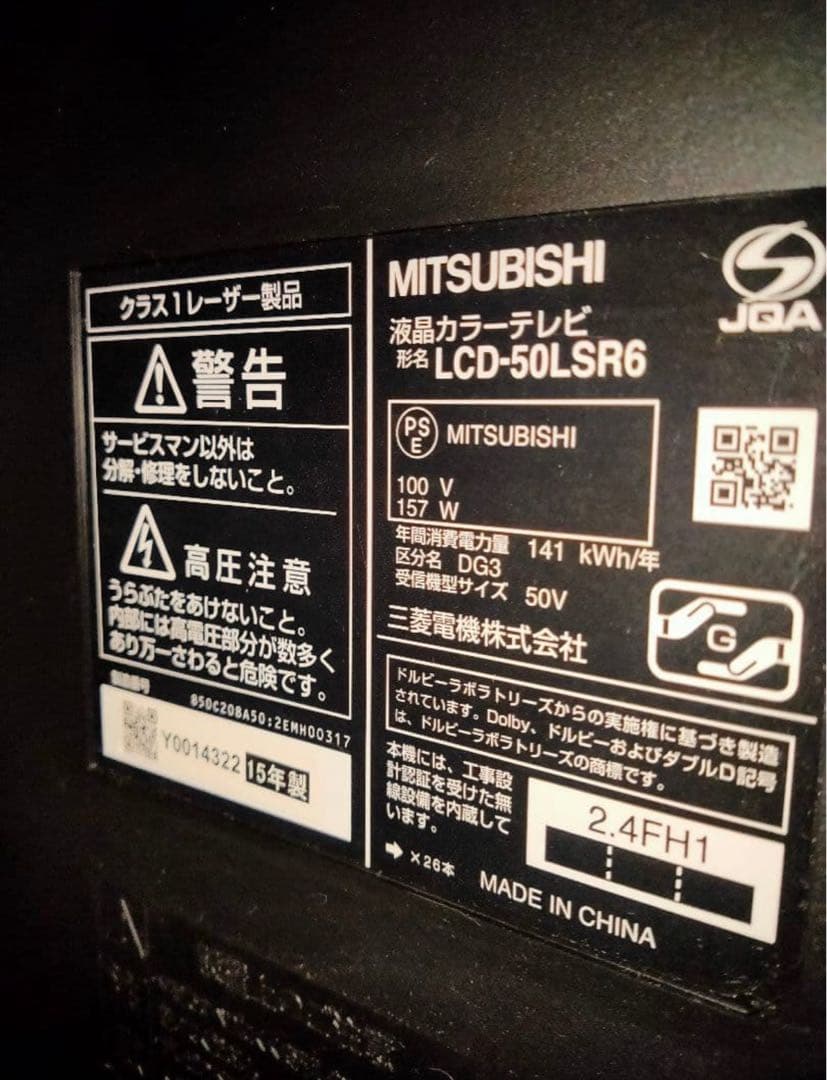 クラス1レーザー製品
警告
サービスマン以外は
分解・修理をしないこと。
高圧注意
うらぶたをあけないこと。
内部には高電圧部分が数多く
あり万一さわると危険です。
製造番号
850C20BA50:2EMH00317
Y0014322 15年製
MITSUBISHI
JQA
液晶カラーテレビ
形名 LCD-50LSR6
PS
E
MITSUBISHI
100 V
157 W
年間消費電力量 141 kWh/年
区分名 DG3
受信機型サイズ 50V
三菱電機株式会社
G
ドルビーラボラトリーズからの実施権に基づき製造
されています。Dolby、ドルビーおよびダブルD記号
は、ドルビーラボラトリーズの商標です。
本機には、工事設
計認証を受けた無
線設備を内蔵して
います。
2.4FH1
➡ ×26本
MADE IN CHINA